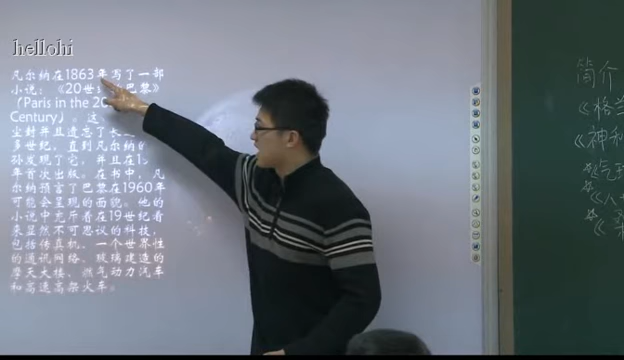 hellohi
凡尔纳在1863年写了一部
小说：《20世 巴黎》
（Paris in the 20
Century）。这
尘封并且遗忘了长
多世纪，直到凡尔纳的
孙发现了它，并且在1
年首次出版。在书中，凡
尔纳预言了巴黎在1960年
可能会呈现的面貌。他的
小说中充斥着在19世纪看
来显然不可思议的科技，
包括传真机、一个世界性
的通讯网络、玻璃建造的
摩天大楼、燃气动力汽车
和高速高架火车。
简介
《格兰
《神秘
《气球
《八十
《